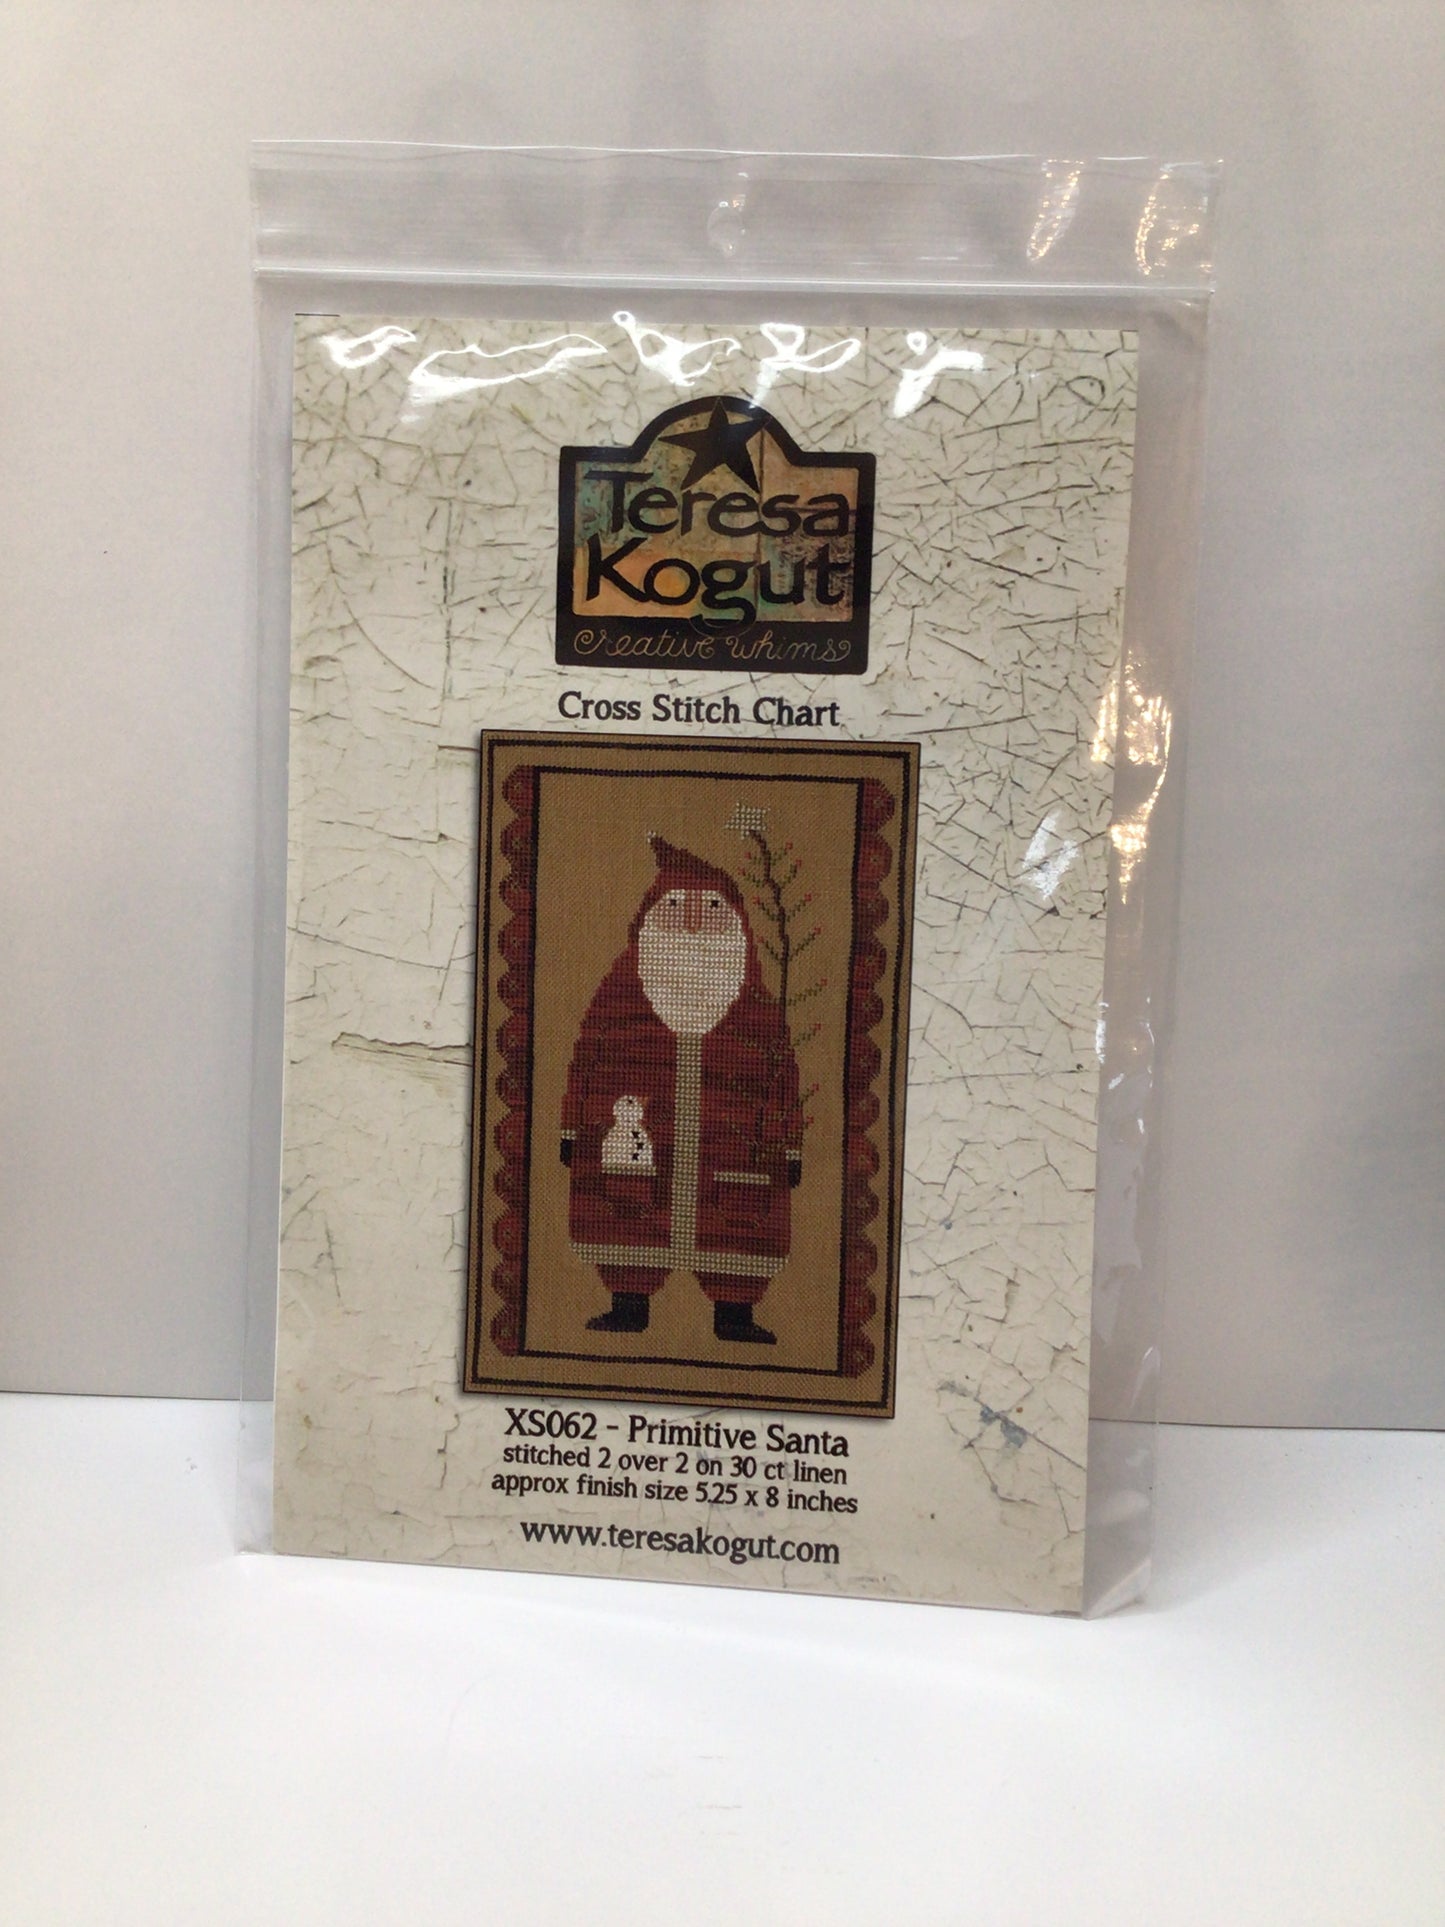 Teresa
Kogut
creative whims
Cross Stitch Chart
XS062 - Primitive Santa
stitched 2 over 2 on 30 ct linen
approx finish size 5.25 x 8 inches
www.teresakogut.com